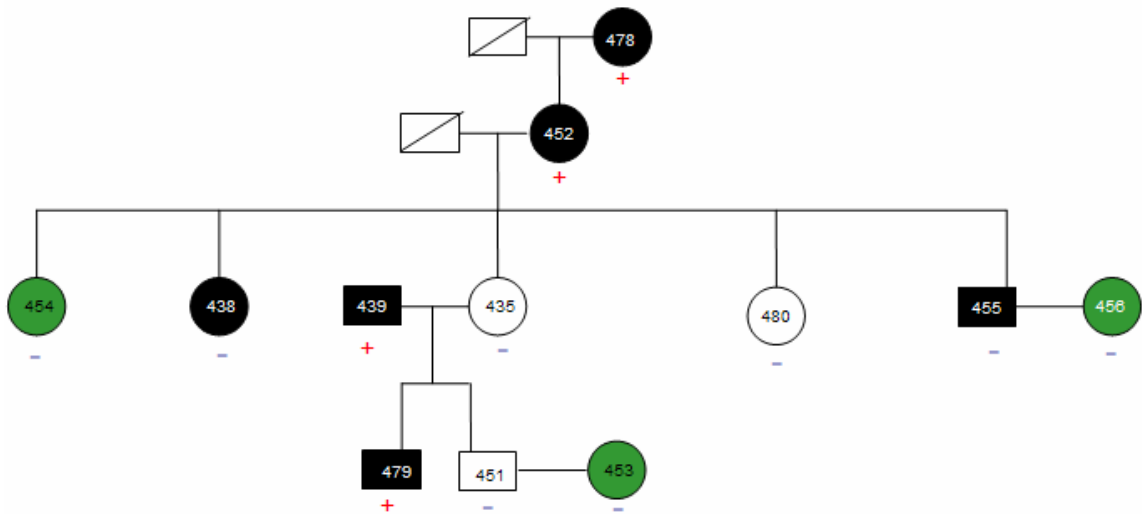 478
+
452
+
454 438 439 435 480 455 456
– – + – – – –
479 451 453
+ – –